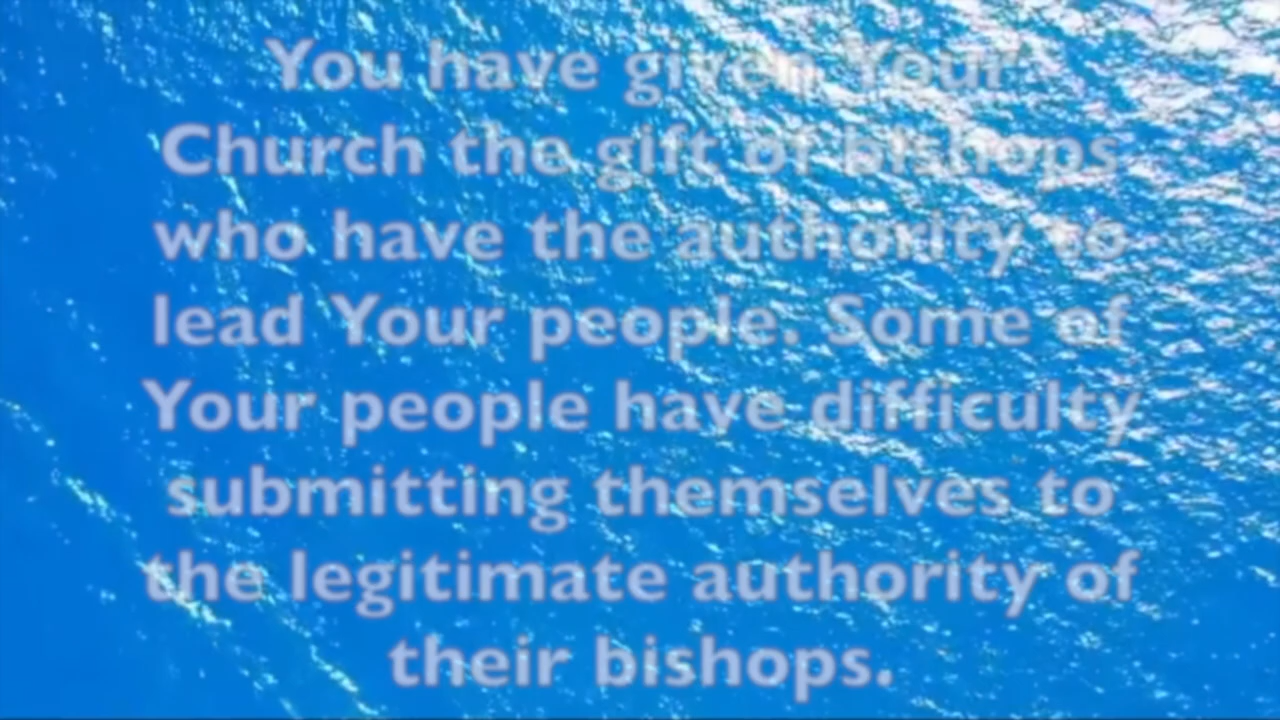 You have given Your
Church the gift of bishops
who have the authority to
lead Your people. Some of
Your people have difficulty
submitting themselves to
the legitimate authority of
their bishops.